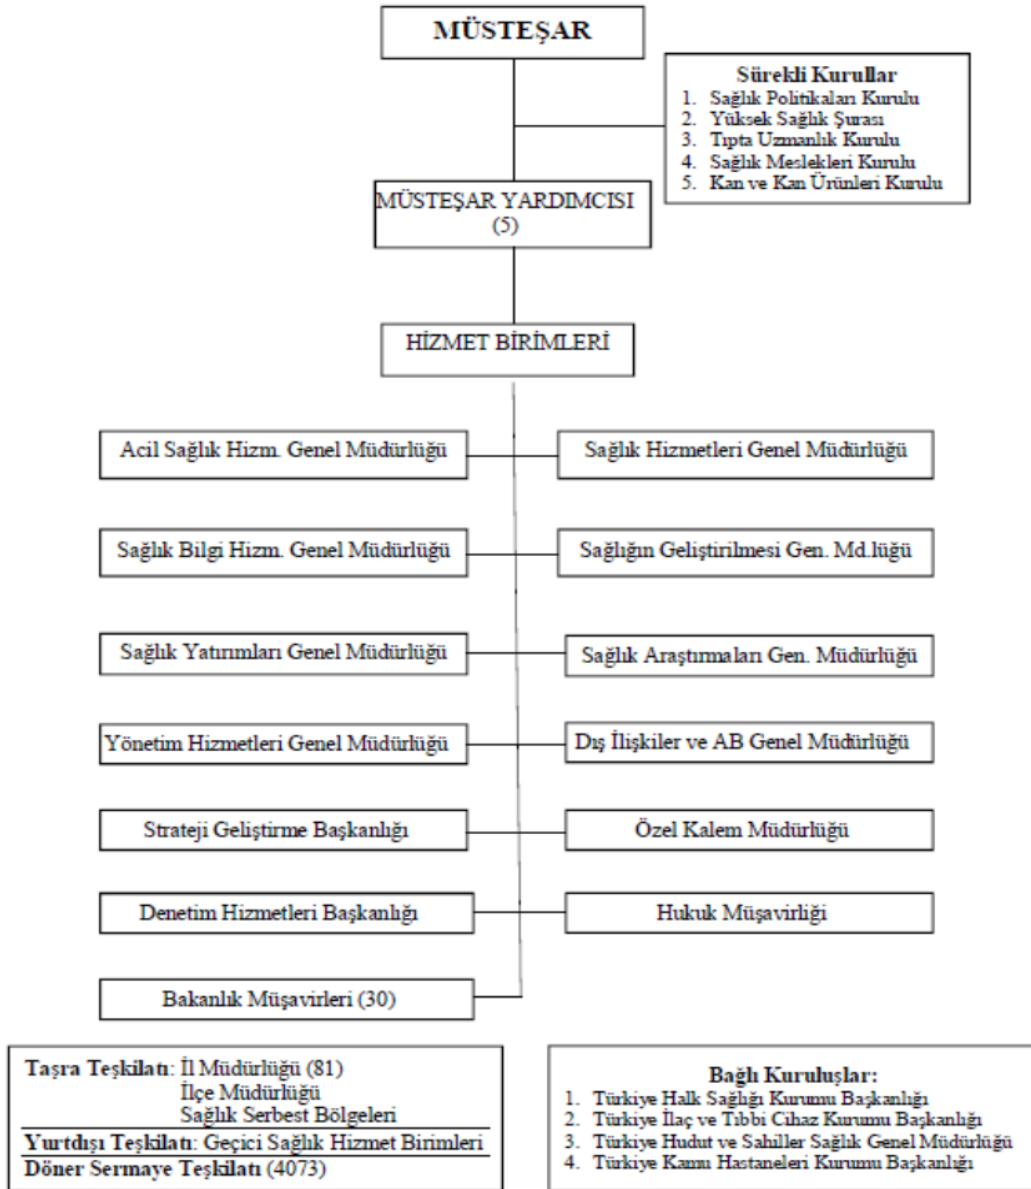 MÜSTEŞAR
Sürekli Kurullar
1. Sağlık Politikaları Kurulu
2. Yüksek Sağlık Şurası
3. Tıpta Uzmanlık Kurulu
4. Sağlık Meslekleri Kurulu
5. Kan ve Kan Ürünleri Kurulu
MÜSTEŞAR YARDIMCISI
(5)
HİZMET BİRİMLERİ
Acil Sağlık Hizm. Genel Müdürlüğü
Sağlık Hizmetleri Genel Müdürlüğü
Sağlık Bilgi Hizm. Genel Müdürlüğü
Sağlığın Geliştirilmesi Gen. Md.lüğü
Sağlık Yatırımları Genel Müdürlüğü
Sağlık Araştırmaları Gen. Müdürlüğü
Yönetim Hizmetleri Genel Müdürlüğü
Dış İlişkiler ve AB Genel Müdürlüğü
Strateji Geliştirme Başkanlığı
Özel Kalem Müdürlüğü
Denetim Hizmetleri Başkanlığı
Hukuk Müşavirliği
Bakanlık Müşavirleri (30)
Taşra Teşkilatı: İl Müdürlüğü (81)
İlçe Müdürlüğü
Sağlık Serbest Bölgeleri
Yurtdışı Teşkilatı: Geçici Sağlık Hizmet Birimleri
Döner Sermaye Teşkilatı (4073)
Bağlı Kuruluşlar:
1. Türkiye Halk Sağlığı Kurumu Başkanlığı
2. Türkiye İlaç ve Tıbbi Cihaz Kurumu Başkanlığı
3. Türkiye Hudut ve Sahiller Sağlık Genel Müdürlüğü
4. Türkiye Kamu Hastaneleri Kurumu Başkanlığı